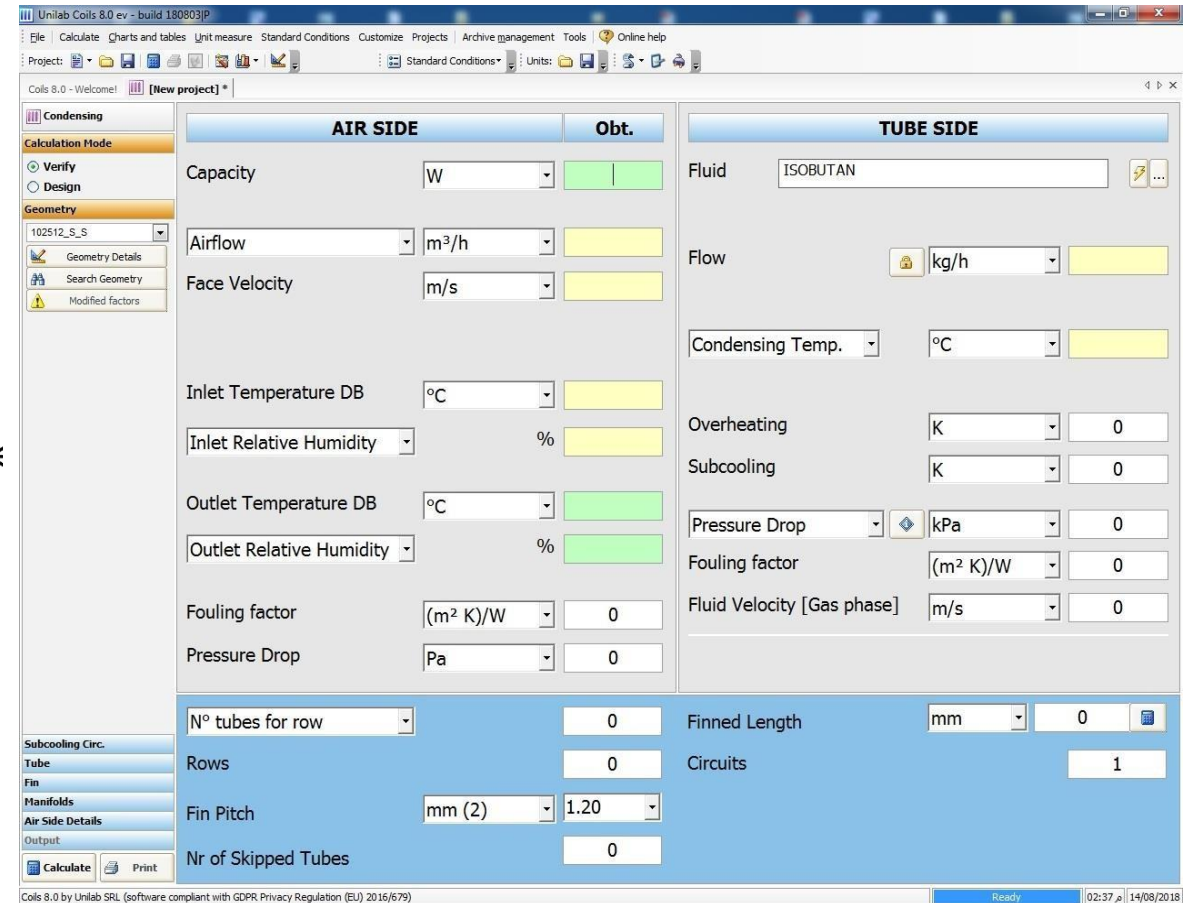 Unilab Coils 8.0 ev - build 180803|P
File Calculate Charts and tables Unit measure Standard Conditions Customize Projects Archive management Tools Online help
Project: Standard Conditions Units:
Coils 8.0 - Welcome! [New project] *
Condensing
Calculation Mode
Verify
Design
Geometry
102512_S_S
Geometry Details
Search Geometry
Modified factors
AIR SIDE Obt.
Capacity W
Airflow m³/h
Face Velocity m/s
Inlet Temperature DB °C
Inlet Relative Humidity %
Outlet Temperature DB °C
Outlet Relative Humidity %
Fouling factor (m² K)/W 0
Pressure Drop Pa 0
TUBE SIDE
Fluid ISOBUTAN ...
Flow kg/h
Condensing Temp. °C
Overheating K 0
Subcooling K 0
Pressure Drop kPa 0
Fouling factor (m² K)/W 0
Fluid Velocity [Gas phase] m/s 0
N° tubes for row 0 Finned Length mm 0
Rows 0 Circuits 1
Fin Pitch mm (2) 1.20
Nr of Skipped Tubes 0
Subcooling Circ.
Tube
Fin
Manifolds
Air Side Details
Output
Calculate Print
Coils 8.0 by Unilab SRL (software compliant with GDPR Privacy Regulation (EU) 2016/679) Ready 02:37 م 14/08/2018